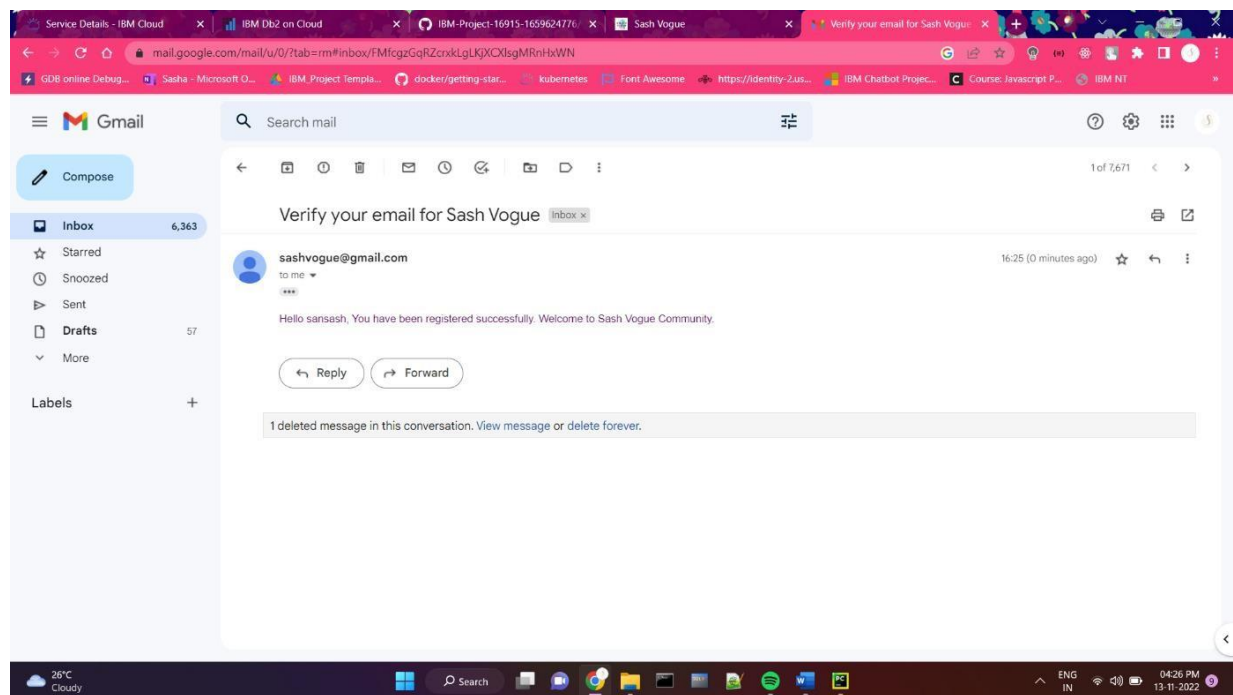 Service Details - IBM Cloud
IBM Db2 on Cloud
IBM-Project-16915-1659624776/
Sash Vogue
Verify your email for Sash Vogue
mail.google.com/mail/u/0/?tab=rm#inbox/FMfcgzGqRZcrxkLgLKjXCXlsgMRnHxWN
GDB online Debug...
Sasha - Microsoft O...
IBM_Project Templa...
docker/getting-star...
kubernetes
Font Awesome
https://identity-2.us...
IBM Chatbot Projec...
Course: Javascript P...
IBM NT
Gmail
Search mail
Compose
1 of 7,671
Verify your email for Sash Vogue Inbox ×
Inbox 6,363
Starred
Snoozed
Sent
Drafts 57
More
Labels +
sashvogue@gmail.com
16:25 (0 minutes ago)
to me
Hello sansash, You have been registered successfully. Welcome to Sash Vogue Community.
Reply
Forward
1 deleted message in this conversation. View message or delete forever.
26°C
Cloudy
Search
ENG
IN
04:26 PM
13-11-2022
9